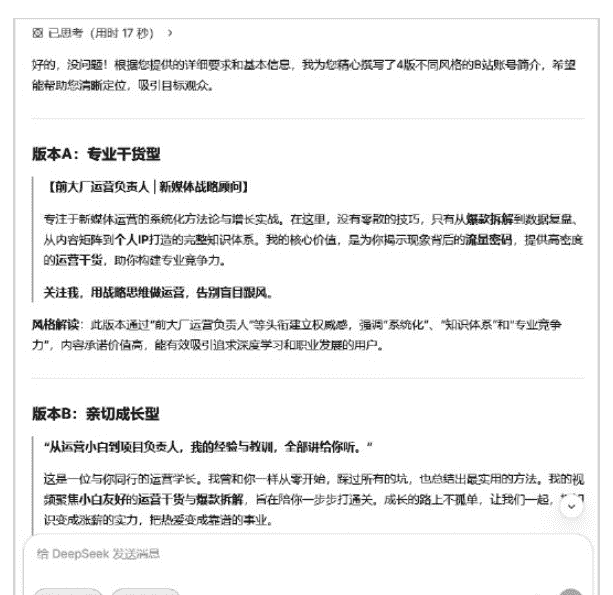 已思考（用时 17 秒） >
好的，没问题！根据您提供的详细要求和基本信息，我为您精心撰写了4版不同风格的B站账号简介，希望
能帮助您清晰定位，吸引目标观众。
版本A：专业干货型
【前大厂运营负责人 | 新媒体战略顾问】
专注于新媒体运营的系统化方法论与增长实战。在这里，没有零散的技巧，只有从爆款拆解到数据复盘、
从内容矩阵到个人IP打造的完整知识体系。我的核心价值，是为你揭示现象背后的流量密码，提供高密度
的运营干货，助你构建专业竞争力。
关注我，用战略思维做运营，告别盲目跟风。
风格解读：此版本通过“前大厂运营负责人”等头衔建立权威感，强调“系统化”、“知识体系”和“专业竞争
力”，内容承诺价值高，能有效吸引追求深度学习和职业发展的用户。
版本B：亲切成长型
“从运营小白到项目负责人，我的经验与教训，全部讲给你听。”
这是一位与你同行的运营学长。我曾和你一样从零开始，踩过所有的坑，也总结出最实用的方法。我的视
频聚焦小白友好的运营干货与爆款拆解，旨在陪你一步步打通关。成长的路上不孤单，让我们一起，
识变成涨薪的实力，把热爱变成靠谱的事业。
给 DeepSeek 发送消息